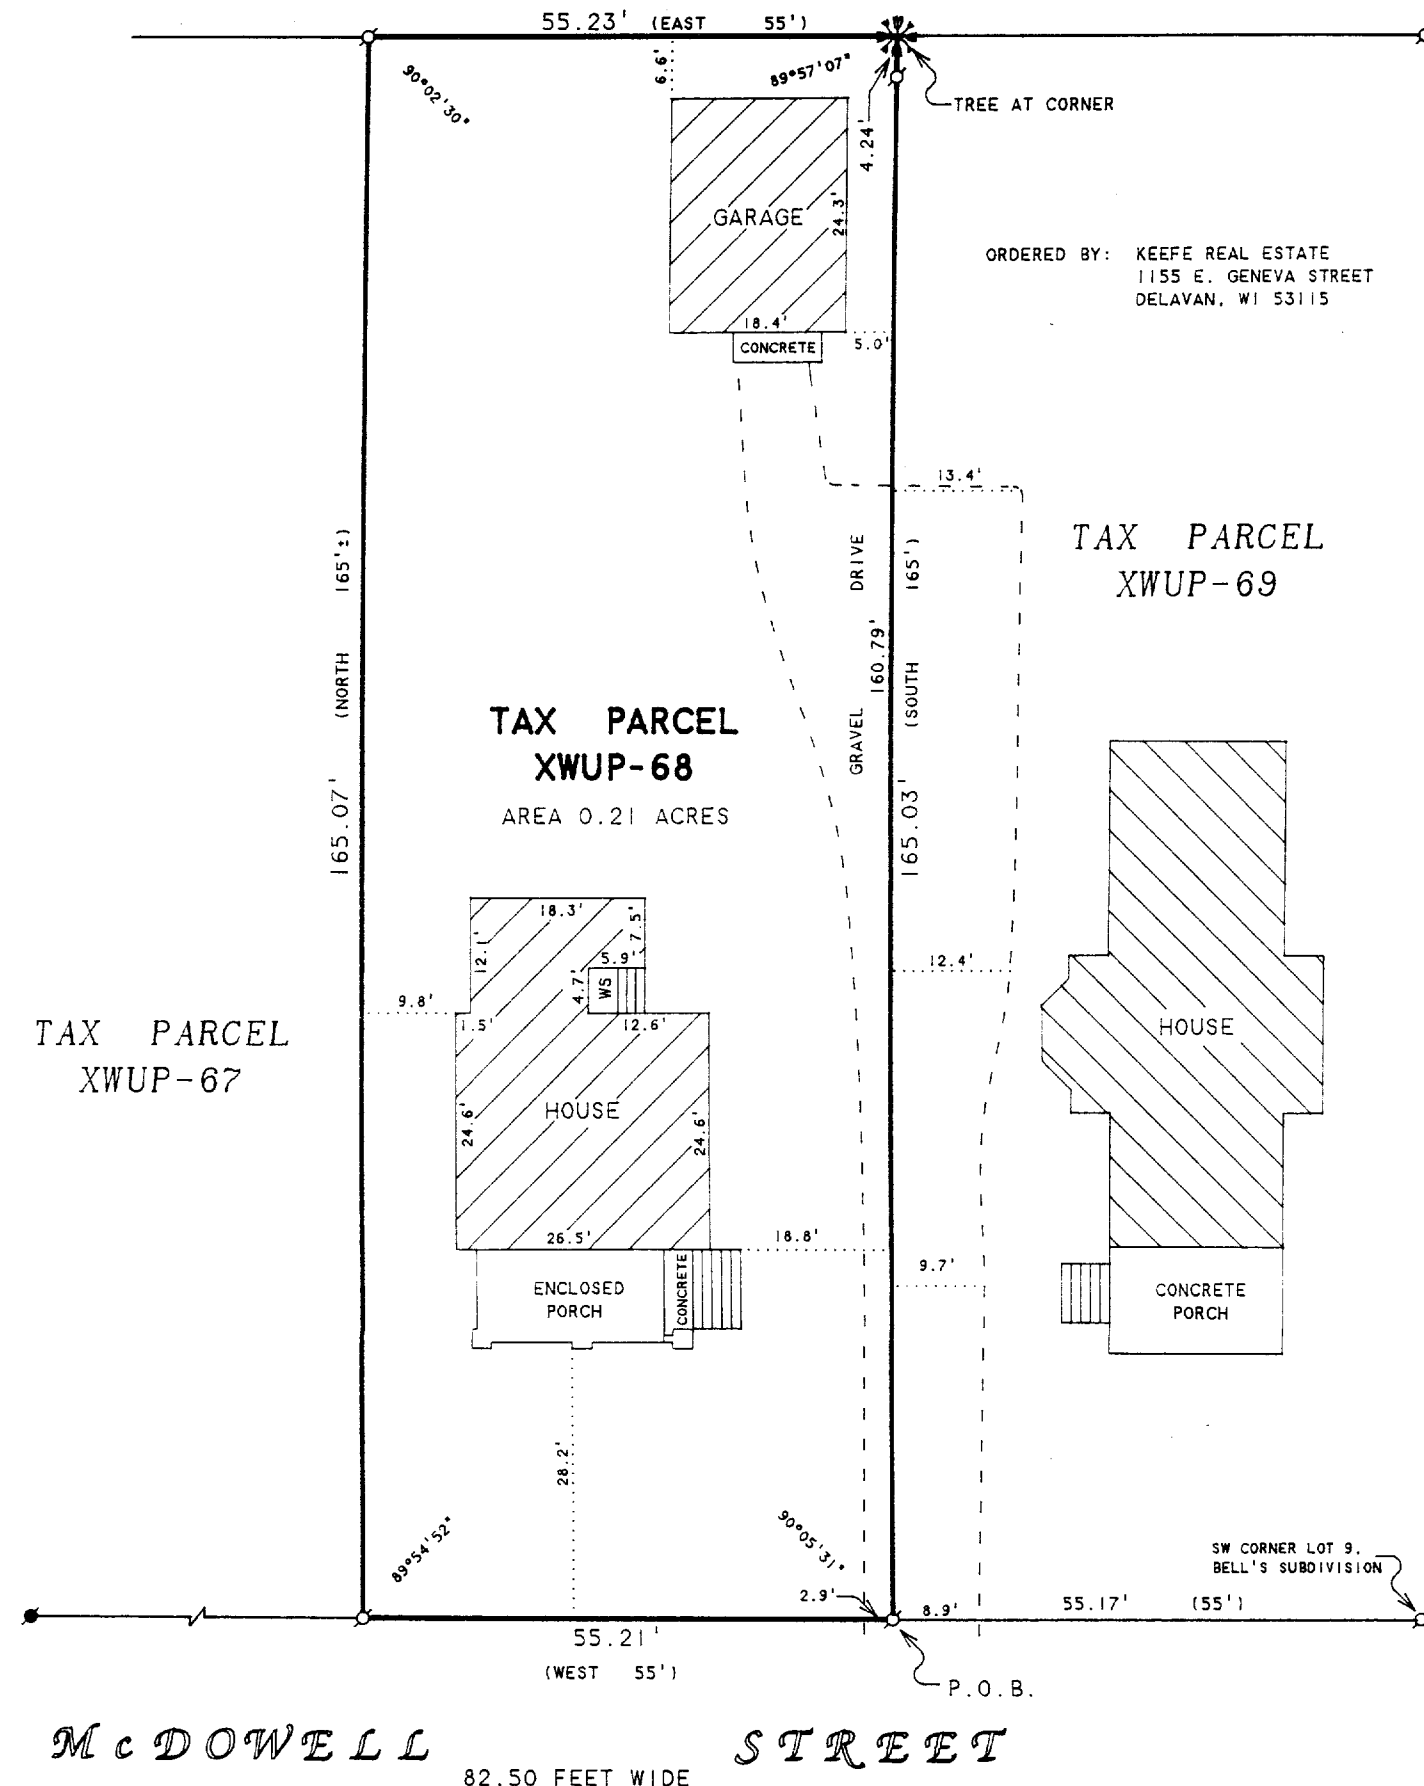 55.23' (EAST 55')
6.6'
90°02'30"
89°57'07"
4.24'
TREE AT CORNER
GARAGE
24.3'
18.4'
CONCRETE
5.0'
ORDERED BY: KEEFE REAL ESTATE
1155 E. GENEVA STREET
DELAVAN, WI 53115
13.4'
TAX PARCEL
XWUP-69
(NORTH 165'±)
165.07'
GRAVEL DRIVE
160.79'
(SOUTH 165')
165.03'
TAX PARCEL
XWUP-68
AREA 0.21 ACRES
18.3'
7.5'
12.1'
5.9'
4.7'
WS
12.4'
9.8'
1.5'
12.6'
TAX PARCEL
XWUP-67
HOUSE
24.6'
HOUSE
24.6'
26.5'
18.8'
9.7'
ENCLOSED
PORCH
CONCRETE
CONCRETE
PORCH
28.2'
89°54'52"
90°05'31"
2.9'
8.9'
55.17' (55')
SW CORNER LOT 9,
BELL'S SUBDIVISION
55.21'
(WEST 55')
P.O.B.
McDOWELL STREET
82.50 FEET WIDE